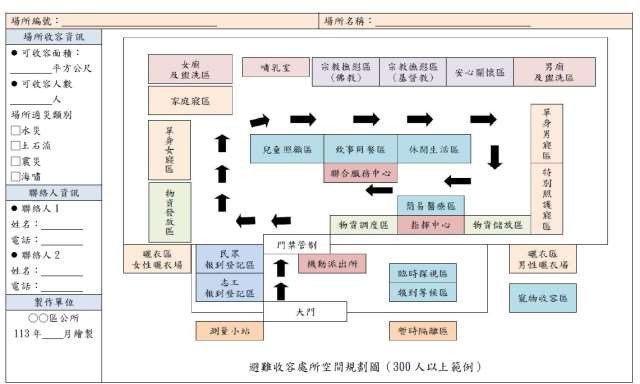 場所編號：
場所名稱：
場所收容資訊
● 可收容面積：
平方公尺
● 可收容人數
人
場所適災類別
□水災
□土石流
□震災
□海嘯
聯絡人資訊
● 聯絡人1
姓名：
電話：
● 聯絡人2
姓名：
電話：
製作單位
○○區公所
113年 月繪製
女廁
及盥洗區
哺乳室
宗教撫慰區
(佛教)
宗教撫慰區
(基督教)
安心關懷區
男廁
及盥洗區
家庭寢區
單身女寢區
兒童照顧區
炊事用餐區
休閒生活區
單身男寢區
聯合服務中心
特別照護寢區
物資發放區
簡易醫療區
物資調度區
指揮中心
物資儲放區
門禁管制
曬衣區
女性曬衣場
民眾
報到登記區
機動派出所
臨時探視區
曬衣區
男性曬衣場
志工
報到登記區
報到等候區
寵物收容區
大門
測量小站
暫時隔離區
避難收容處所空間規劃圖（300人以上範例）